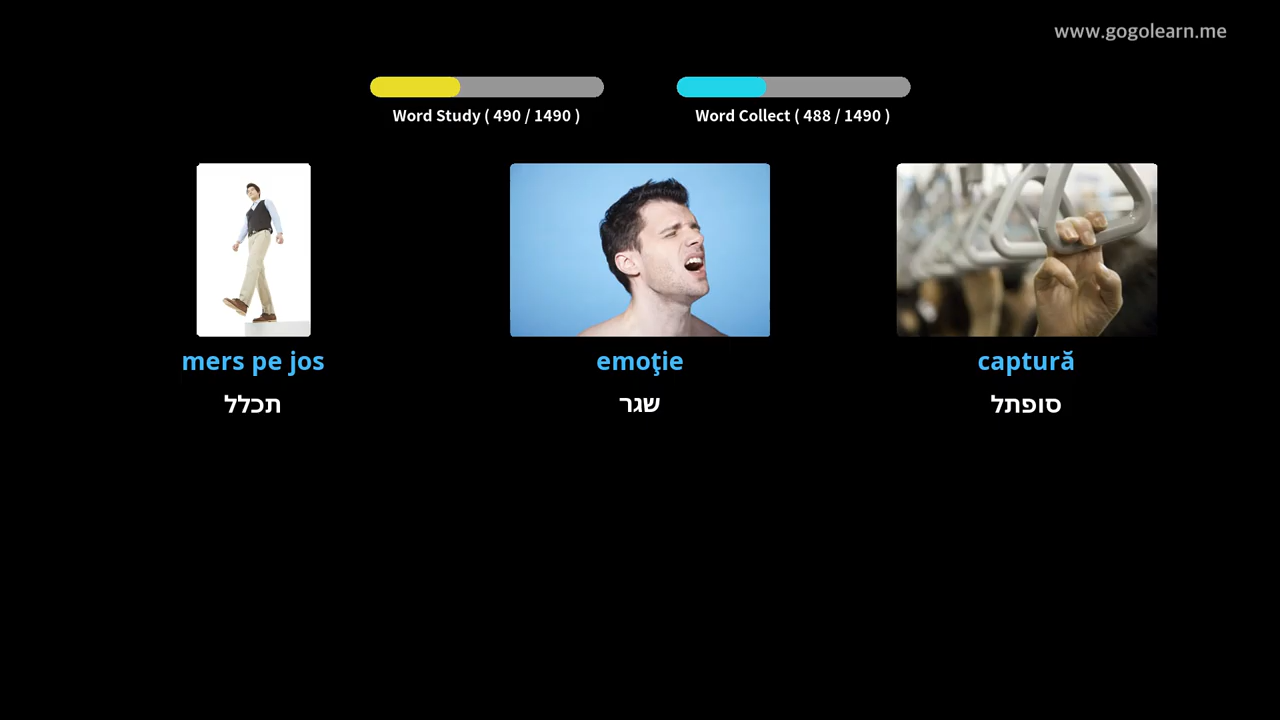 www.gogolearn.me
Word Study ( 490 / 1490 )
Word Collect ( 488 / 1490 )
mers pe jos
תכלל
emoţie
שגר
captură
סופתל